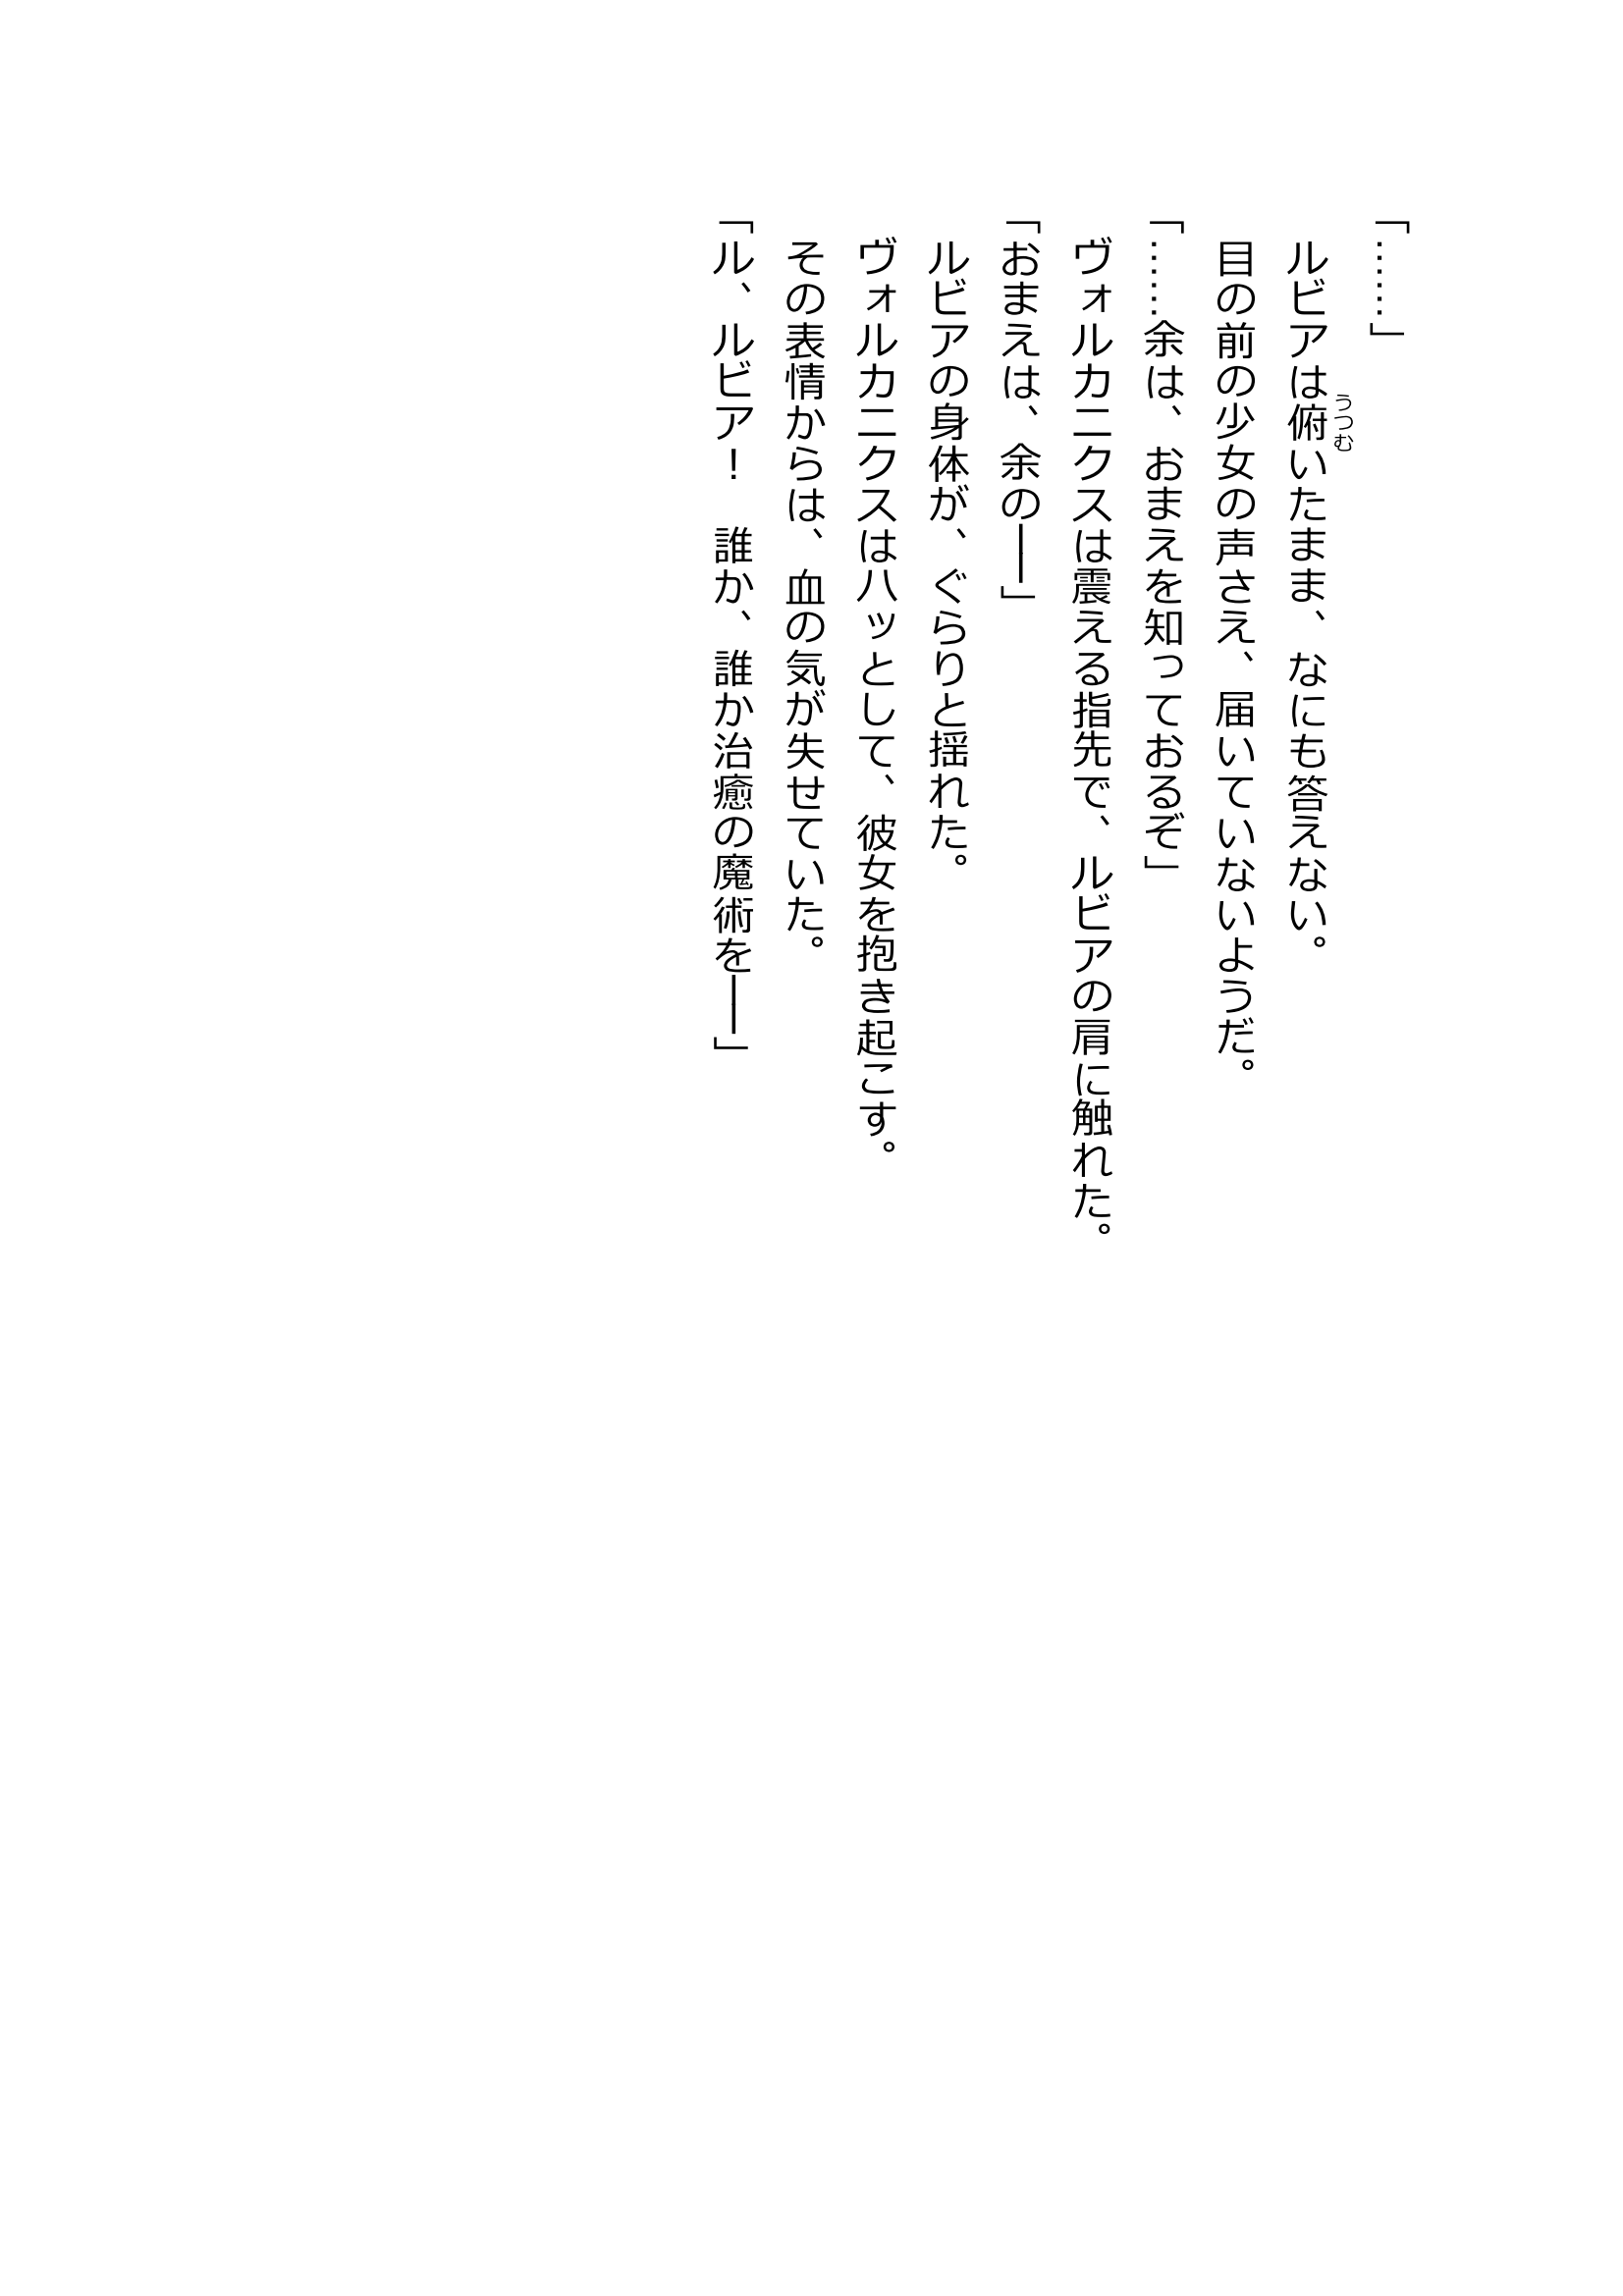 「……」
　ルビアは俯いたまま、なにも答えない。
うつむ
　目の前の少女の声さえ、届いていないようだ。
「……余は、おまえを知っておるぞ」
　ヴォルカニクスは震える指先で、ルビアの肩に触れた。
「おまえは、余の――」
　ルビアの身体が、ぐらりと揺れた。
　ヴォルカニクスはハッとして、彼女を抱き起こす。
　その表情からは、血の気が失せていた。
「ル、ルビア！　誰か、誰か治癒の魔術を――」